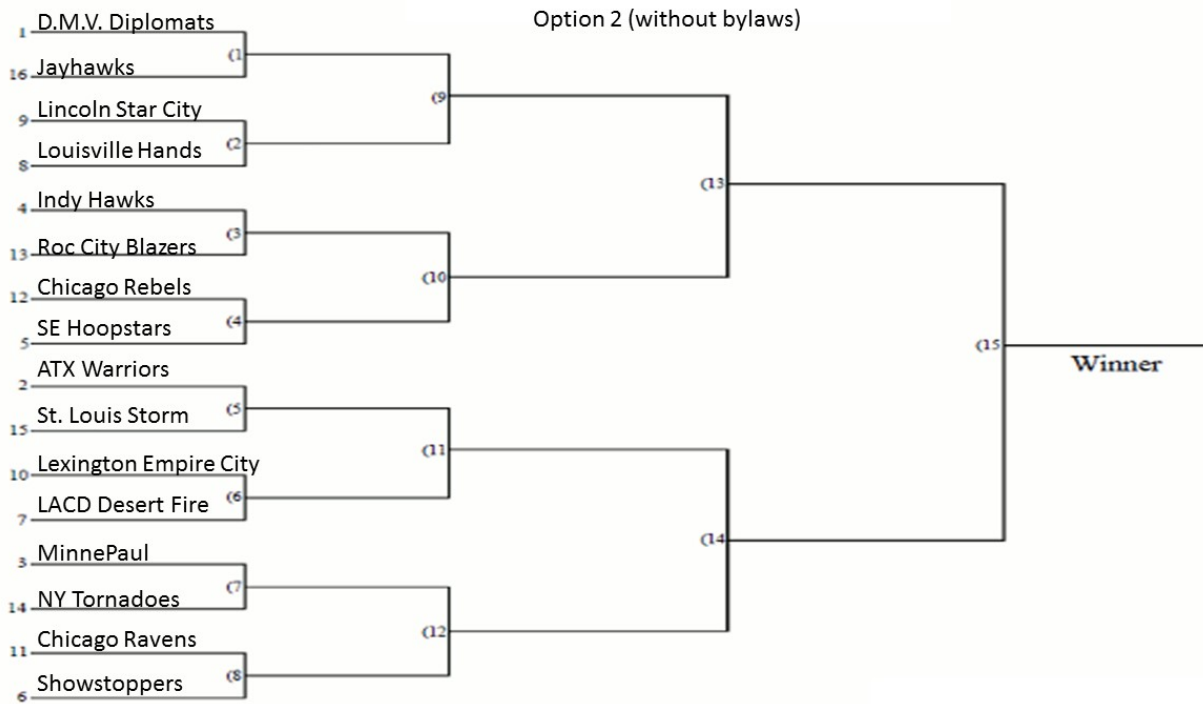 Option 2 (without bylaws)
1 D.M.V. Diplomats
(1
16 Jayhawks
(9
9 Lincoln Star City
(2
8 Louisville Hands
(13
4 Indy Hawks
(3
13 Roc City Blazers
(10
12 Chicago Rebels
(4
5 SE Hoopstars
(15
Winner
2 ATX Warriors
(5
15 St. Louis Storm
(11
10 Lexington Empire City
(6
7 LACD Desert Fire
(14
3 MinnePaul
(7
14 NY Tornadoes
(12
11 Chicago Ravens
(8
6 Showstoppers